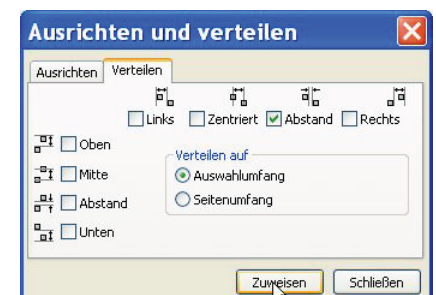 Ausrichten und verteilen
Ausrichten Verteilen
Links Zentriert Abstand Rechts
Oben
Verteilen auf
Mitte
Auswahlumfang
Abstand
Seitenumfang
Unten
Zuweisen Schließen